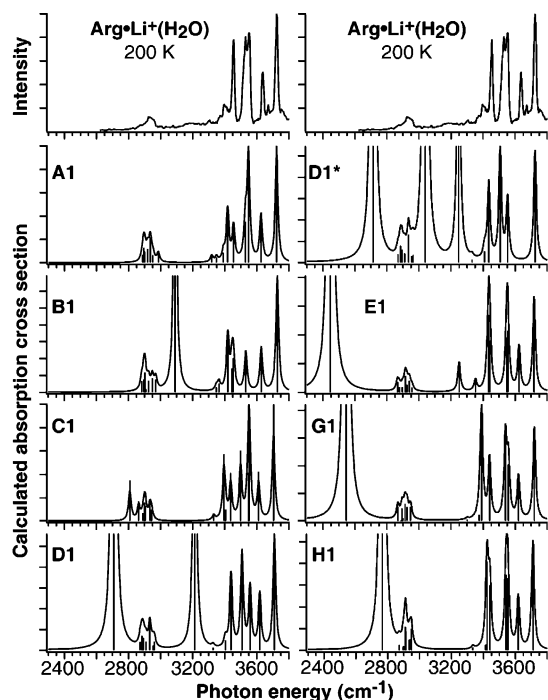 Arg•Li+(H2O)
200 K
Intensity
Arg•Li+(H2O)
200 K
A1
D1*
B1
E1
C1
G1
D1
H1
Calculated absorption cross section
2400 2800 3200 3600
2400 2800 3200 3600
Photon energy (cm-1)